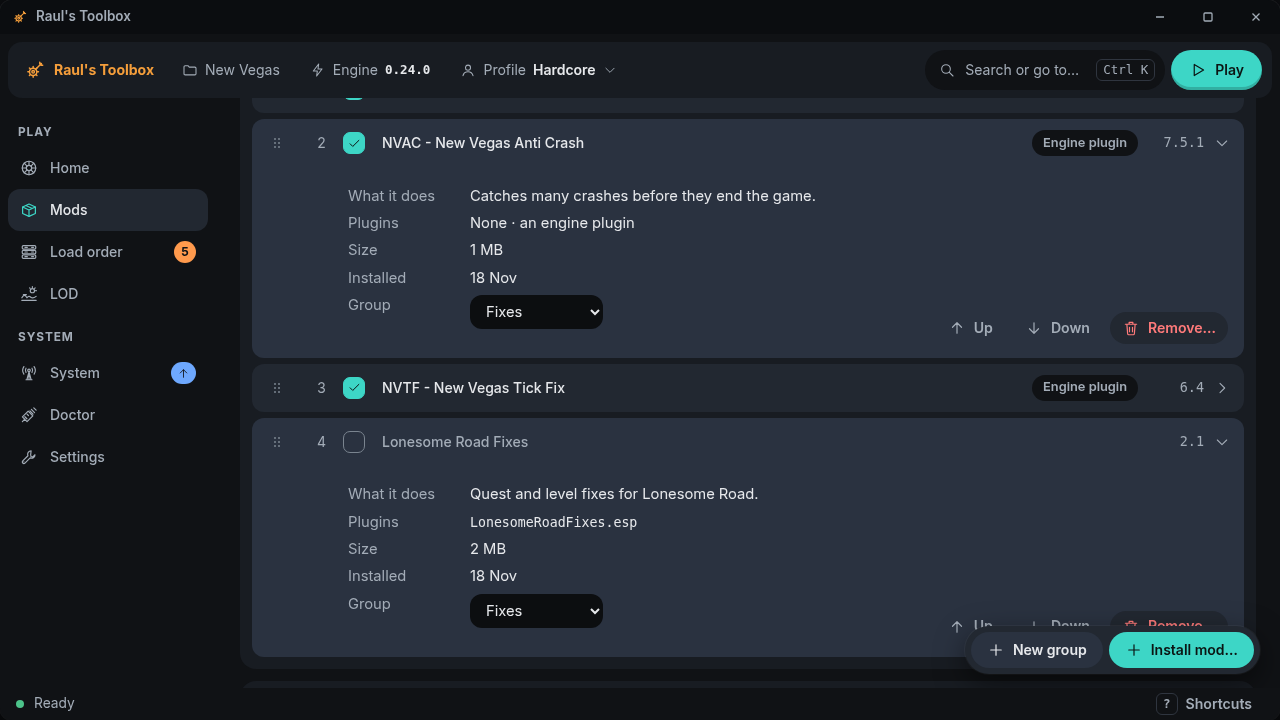 Raul's Toolbox
Raul's Toolbox
New Vegas
Engine 0.24.0
Profile Hardcore
Search or go to...
Ctrl K
Play
PLAY
Home
Mods
Load order
5
LOD
SYSTEM
System
Doctor
Settings
2
NVAC - New Vegas Anti Crash
Engine plugin
7.5.1
What it does
Catches many crashes before they end the game.
Plugins
None · an engine plugin
Size
1 MB
Installed
18 Nov
Group
Fixes
Up
Down
Remove...
3
NVTF - New Vegas Tick Fix
Engine plugin
6.4
4
Lonesome Road Fixes
2.1
What it does
Quest and level fixes for Lonesome Road.
Plugins
LonesomeRoadFixes.esp
Size
2 MB
Installed
18 Nov
Group
Fixes
Up
Down
Remove...
New group
Install mod...
Ready
?
Shortcuts